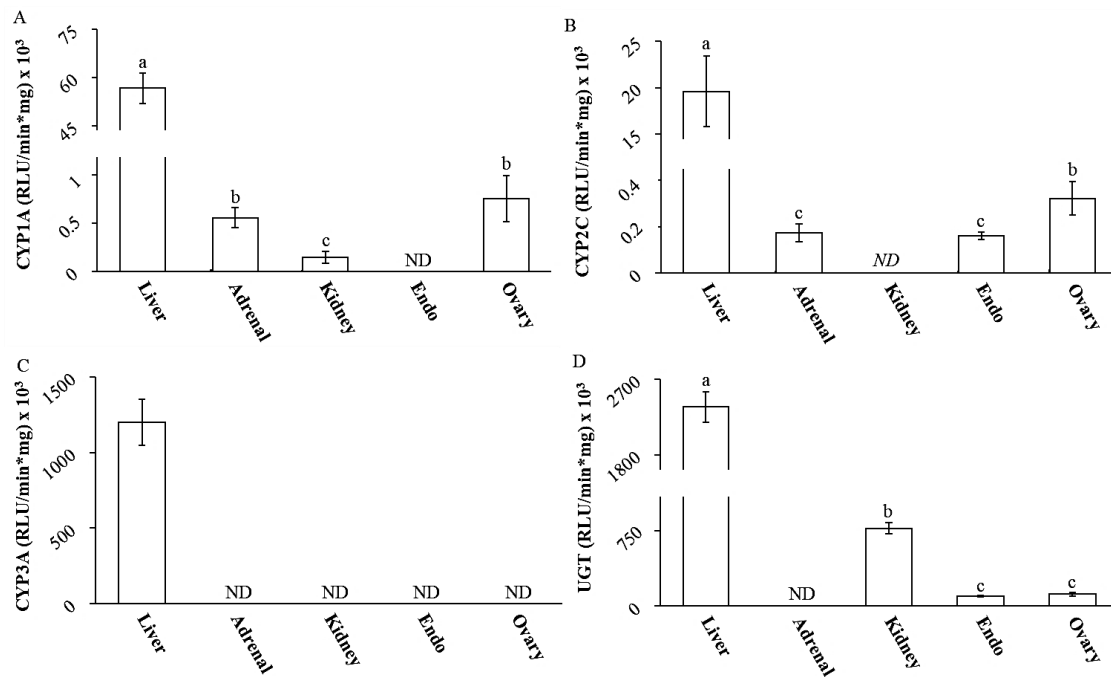 A
CYP1A (RLU/min*mg) x 10³
75
60
45
1
0.5
0
a
b
c
ND
b
Liver
Adrenal
Kidney
Endo
Ovary
B
CYP2C (RLU/min*mg) x 10³
25
20
15
0.4
0.2
0
a
c
ND
c
b
Liver
Adrenal
Kidney
Endo
Ovary
C
CYP3A (RLU/min*mg) x 10³
1500
1000
500
0
ND
ND
ND
ND
Liver
Adrenal
Kidney
Endo
Ovary
D
UGT (RLU/min*mg) x 10³
2700
1800
750
0
a
ND
b
c
c
Liver
Adrenal
Kidney
Endo
Ovary